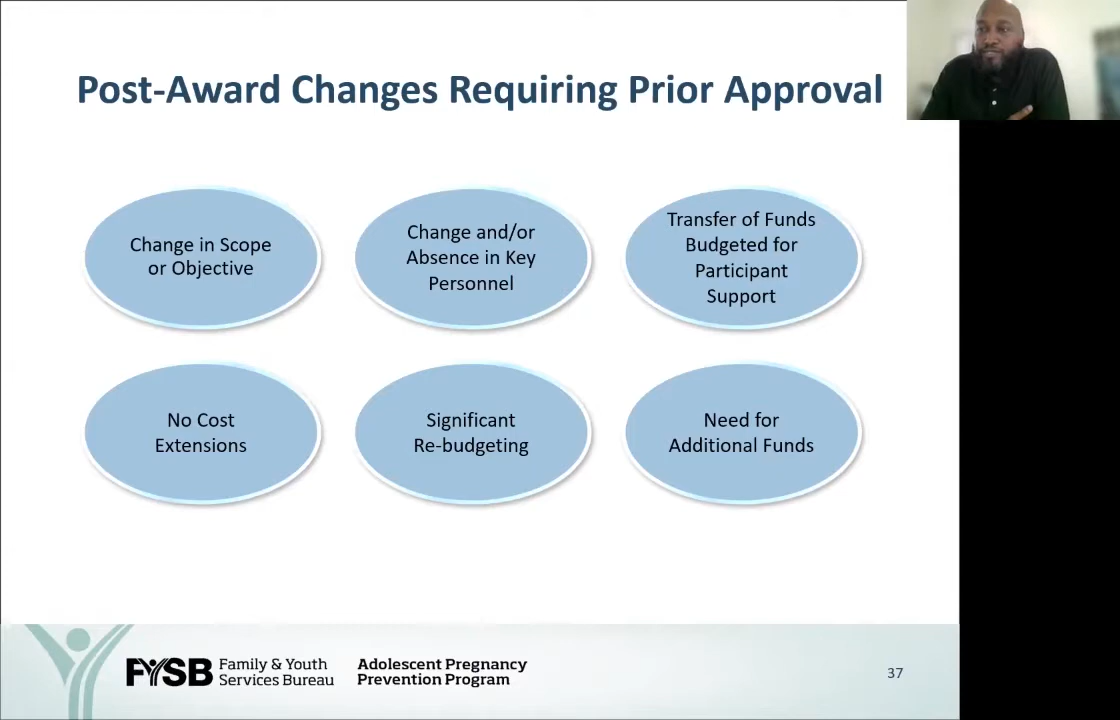 Post-Award Changes Requiring Prior Approval
Change in Scope
or Objective
Change and/or
Absence in Key
Personnel
Transfer of Funds
Budgeted for
Participant
Support
No Cost
Extensions
Significant
Re-budgeting
Need for
Additional Funds
FYSB
Family & Youth
Services Bureau
Adolescent Pregnancy
Prevention Program
37